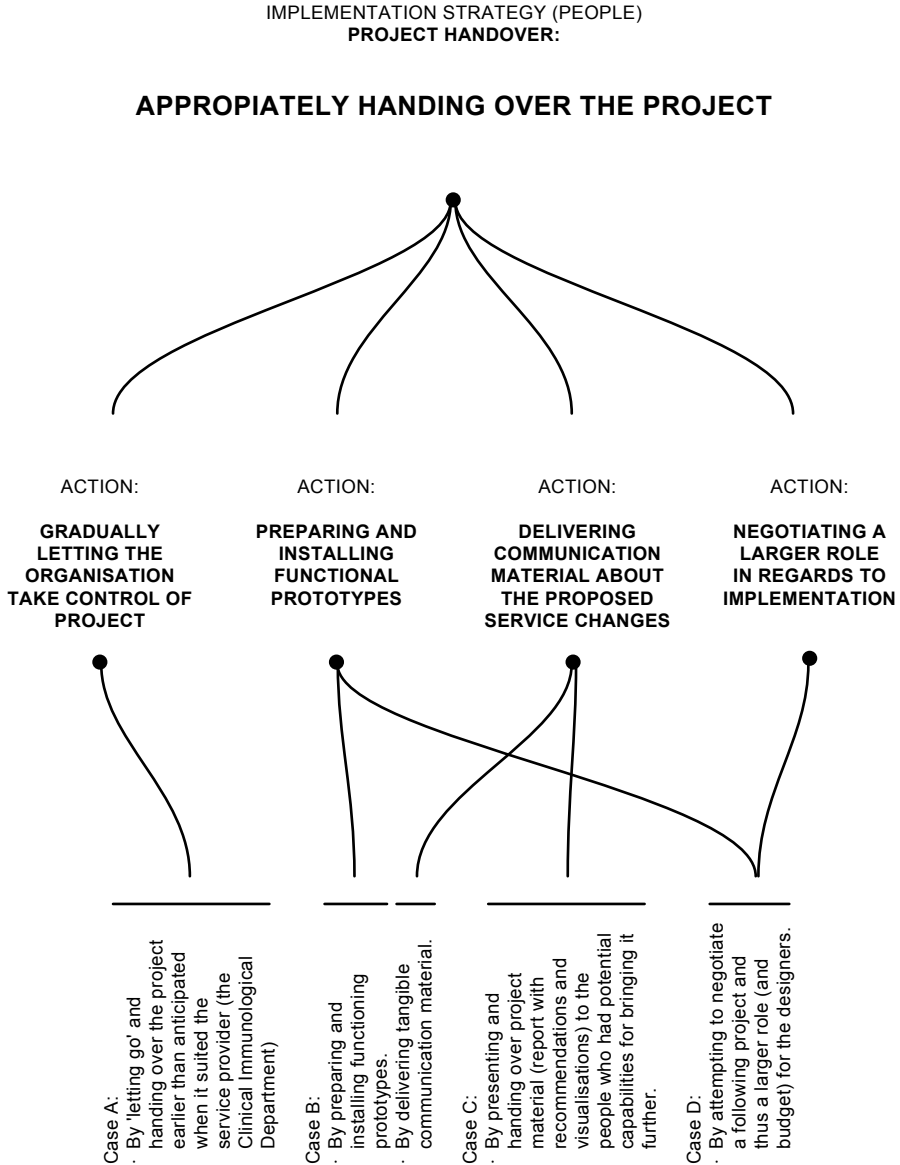 IMPLEMENTATION STRATEGY (PEOPLE)
PROJECT HANDOVER:
APPROPIATELY HANDING OVER THE PROJECT
ACTION:
GRADUALLY
LETTING THE
ORGANISATION
TAKE CONTROL OF
PROJECT
ACTION:
PREPARING AND
INSTALLING
FUNCTIONAL
PROTOTYPES
ACTION:
DELIVERING
COMMUNICATION
MATERIAL ABOUT
THE PROPOSED
SERVICE CHANGES
ACTION:
NEGOTIATING A
LARGER ROLE
IN REGARDS TO
IMPLEMENTATION
Case A:
· By 'letting go' and
handing over the project
earlier than anticipated
when it suited the
service provider (the
Clinical Immunological
Department)
Case B:
· By preparing and
installing functioning
prototypes.
· By delivering tangible
communication material.
Case C:
· By presenting and
handing over project
material (report with
recommendations and
visualisations) to the
people who had potential
capabilities for bringing it
further.
Case D:
· By attempting to negotiate
a following project and
thus a larger role (and
budget) for the designers.